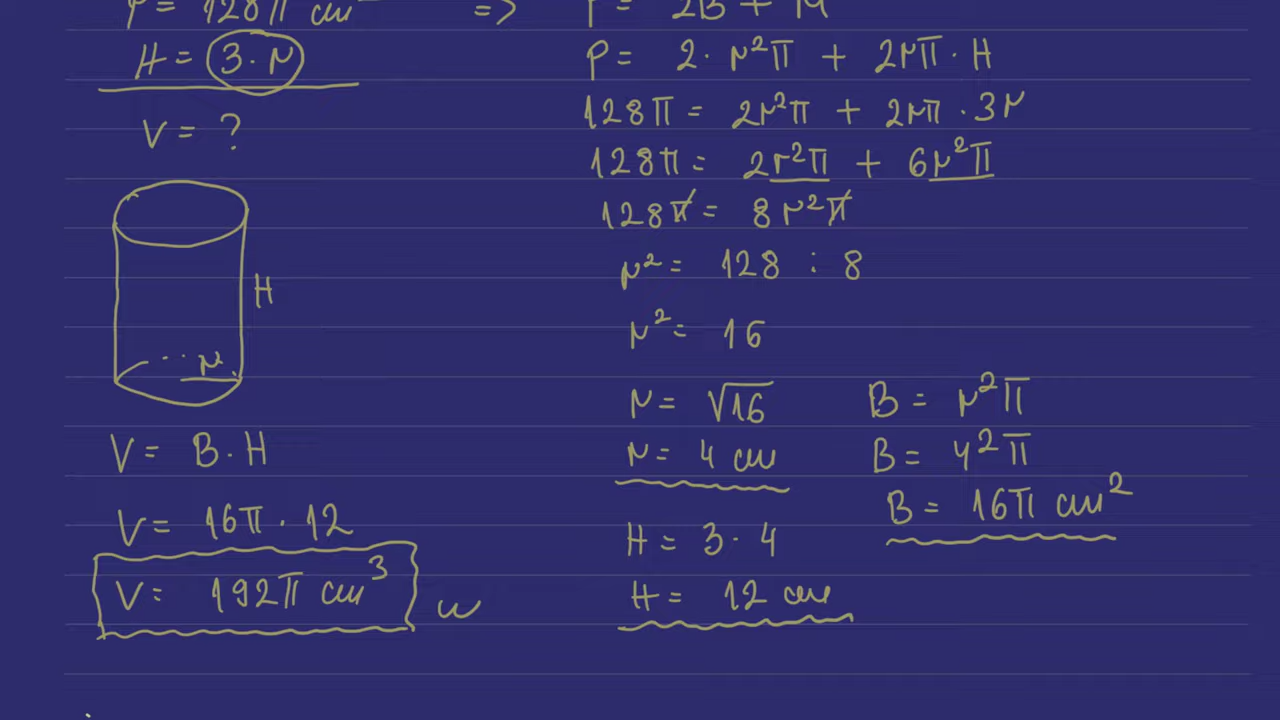 P = 128π cm² => P = 2B + M
H = 3 · r
V = ?
H
r
V = B · H
V = 16π · 12
V = 192π cm³
P = 2 · r²π + 2rπ · H
128π = 2r²π + 2rπ · 3r
128π = 2r²π + 6r²π
128π = 8r²π
r² = 128 : 8
r² = 16
r = √16
r = 4 cm
H = 3 · 4
H = 12 cm
B = r²π
B = 4²π
B = 16π cm²